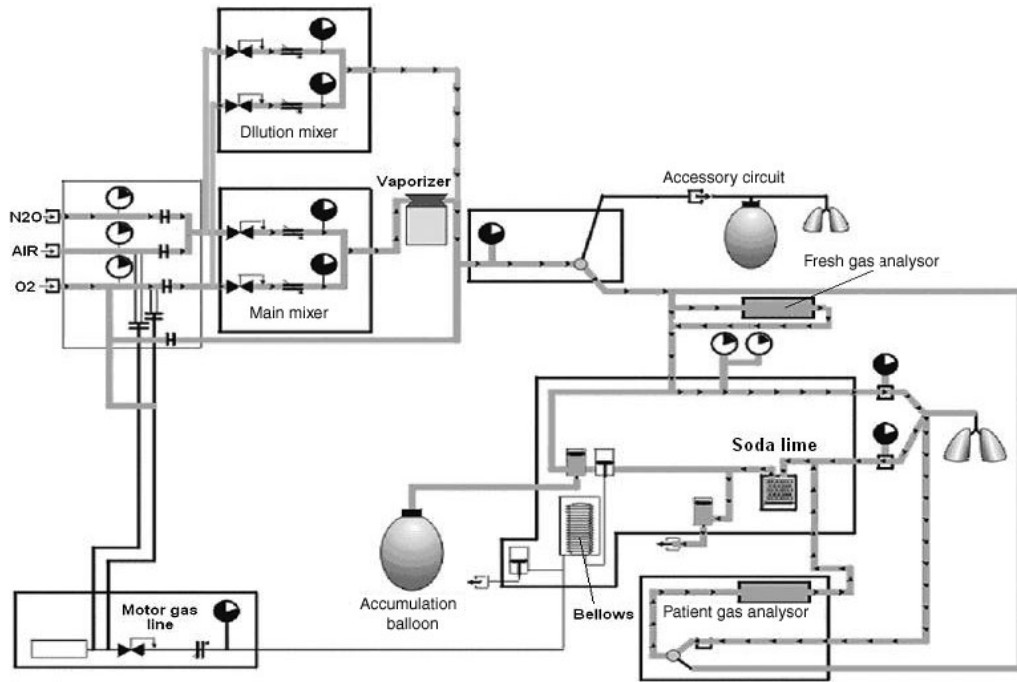 DIlution mixer
Vaporizer
Accessory circuit
N2O
AIR
O2
Main mixer
Fresh gas analysor
Soda lime
Accumulation
balloon
Bellows
Motor gas
line
Patient gas analysor